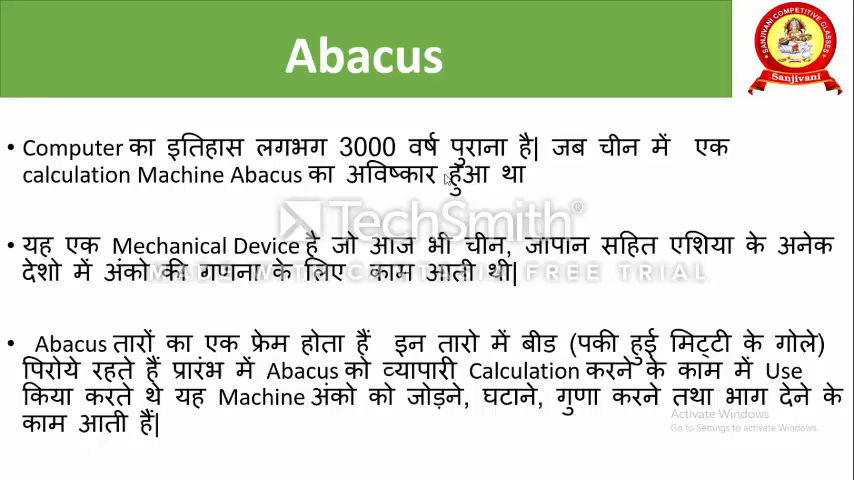 Abacus
SANJIVANI COMPETITIVE CLASSES
Sanjivani
• Computer का इतिहास लगभग 3000 वर्ष पुराना है| जब चीन में एक
calculation Machine Abacus का अविष्कार हुआ था
TechSmith®
• यह एक Mechanical Device है जो आज भी चीन, जापान सहित एशिया के अनेक
देशो में अंको की गणना के लिए काम आती थी|
MADE WITH CAMTASIA FREE TRIAL
• Abacus तारों का एक फ्रेम होता हैं इन तारो में बीड (पकी हुई मिट्टी के गोले)
पिरोये रहते हैं प्रारंभ में Abacus को व्यापारी Calculation करने के काम में Use
किया करते थे यह Machine अंको को जोड़ने, घटाने, गुणा करने तथा भाग देने के
काम आती हैं|
Activate Windows
Go to Settings to activate Windows.